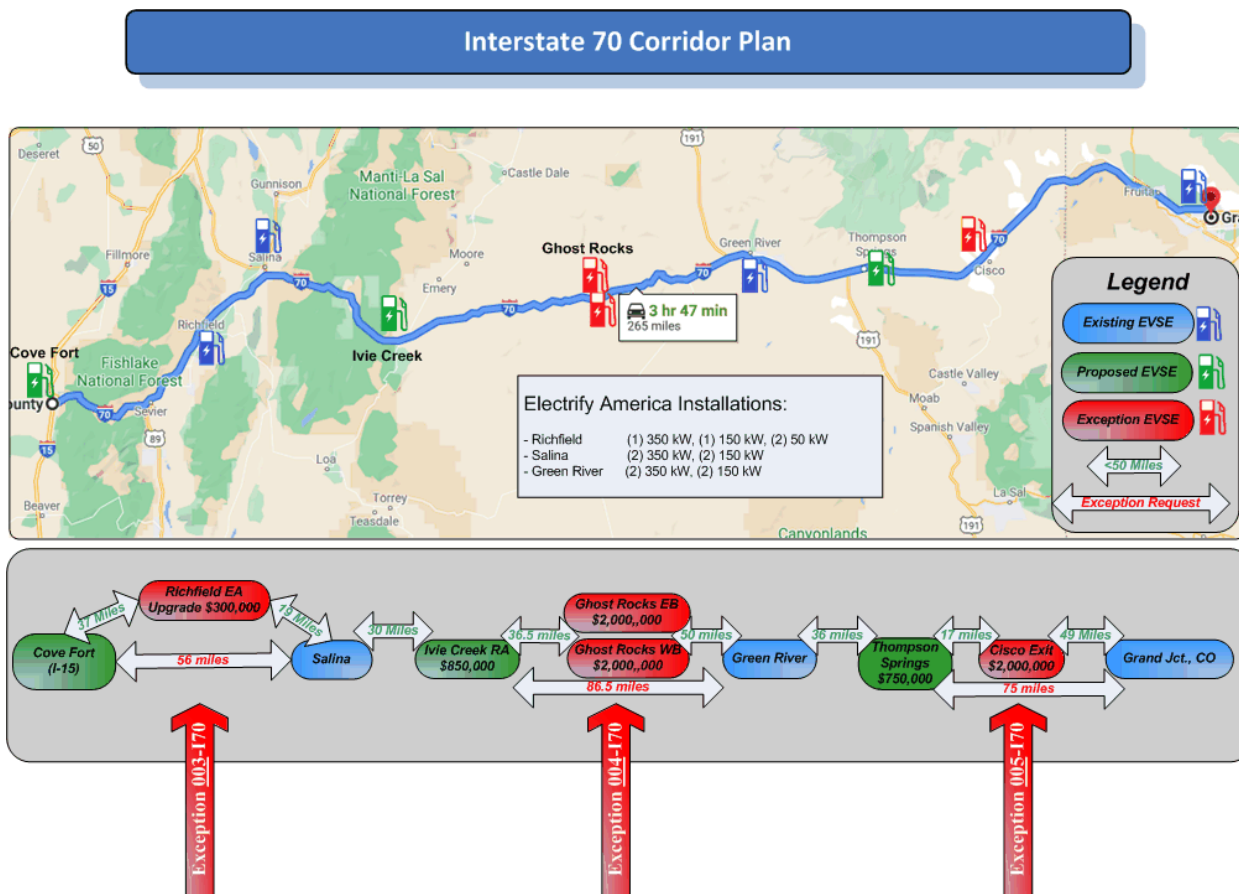 Interstate 70 Corridor Plan
Deseret
50
Gunnison
Manti-La Sal
National Forest
Castle Dale
191
Fruita
Gra
Fillmore
15
Salina
70
Moore
Emery
Ghost Rocks
Green River
70
Thompson
Springs
Cisco
70
3 hr 47 min
265 miles
Richfield
Ivie Creek
70
Cove Fort
Fishlake
National Forest
ounty
70
Sevier
89
15
Loa
Beaver
Torrey
Teasdale
191
Castle Valley
Moab
Spanish Valley
La Sal
191
Canyonlands
Electrify America Installations:
- Richfield (1) 350 kW, (1) 150 kW, (2) 50 kW
- Salina (2) 350 kW, (2) 150 kW
- Green River (2) 350 kW, (2) 150 kW
Legend
Existing EVSE
Proposed EVSE
Exception EVSE
<50 Miles
Exception Request
Richfield EA
Upgrade $300,000
37 Miles
19 Miles
Cove Fort
(I-15)
56 miles
Salina
30 Miles
Ivie Creek RA
$850,000
36.5 miles
Ghost Rocks EB
$2,000,,000
Ghost Rocks WB
$2,000,,000
50 miles
86.5 miles
Green River
36 miles
Thompson
Springs
$750,000
17 miles
Cisco Exit
$2,000,000
49 Miles
75 miles
Grand Jct., CO
Exception 003-I70
Exception 004-I70
Exception 005-I70